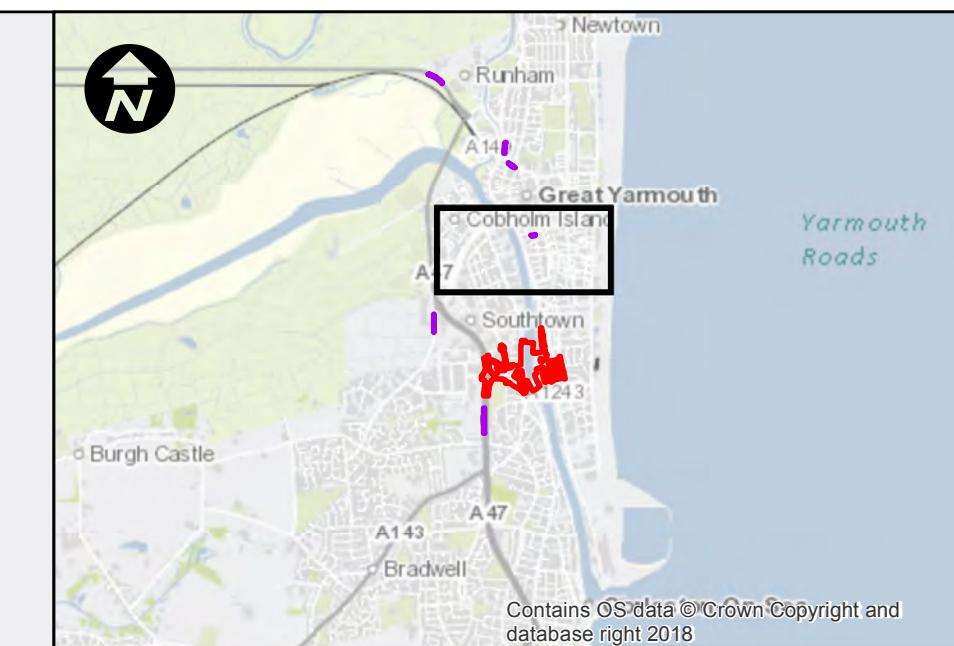 Newtown
Runham
N
A14
Great Yarmouth
Cobholm Island
Yarmouth
Roads
A47
Southtown
A1243
Burgh Castle
A47
A143
Bradwell
Contains OS data © Crown Copyright and
database right 2018